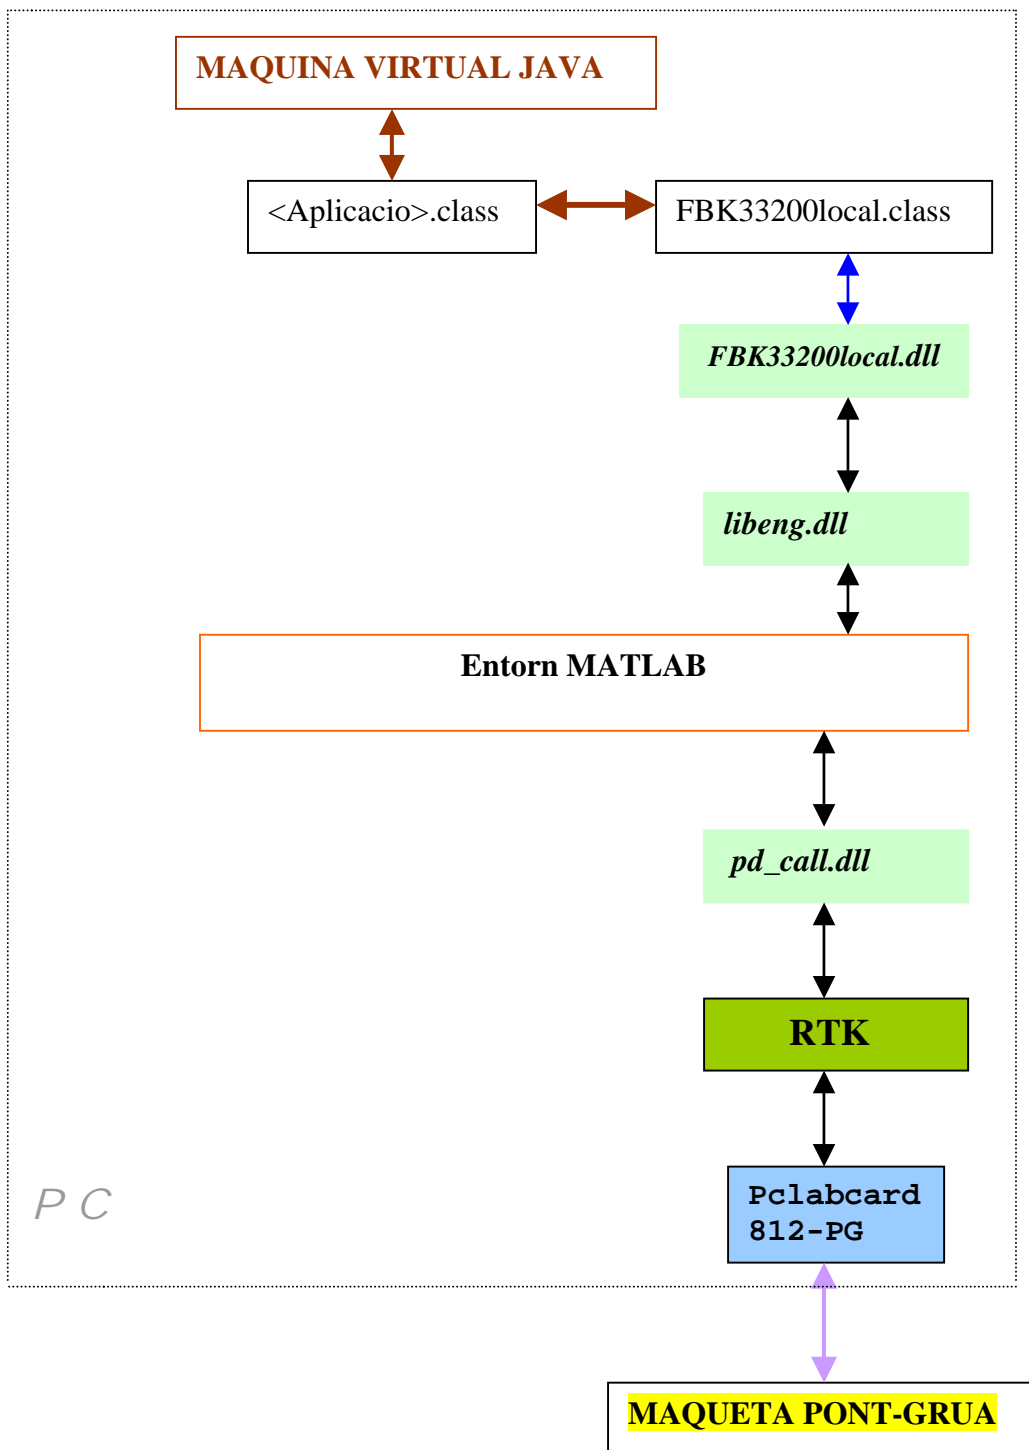 MAQUINA VIRTUAL JAVA
<Aplicacio>.class
FBK33200local.class
FBK33200local.dll
libeng.dll
Entorn MATLAB
pd_call.dll
RTK
Pclabcard
812-PG
PC
MAQUETA PONT-GRUA